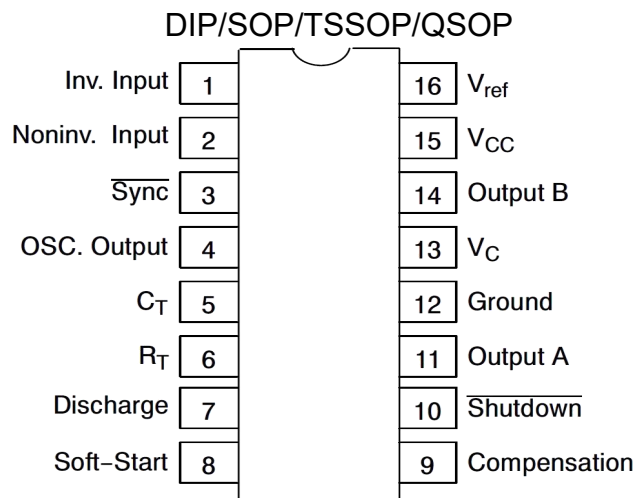 DIP/SOP/TSSOP/QSOP
Inv. Input 1 16 Vref
Noninv. Input 2 15 VCC
Sync 3 14 Output B
OSC. Output 4 13 VC
CT 5 12 Ground
RT 6 11 Output A
Discharge 7 10 Shutdown
Soft–Start 8 9 Compensation